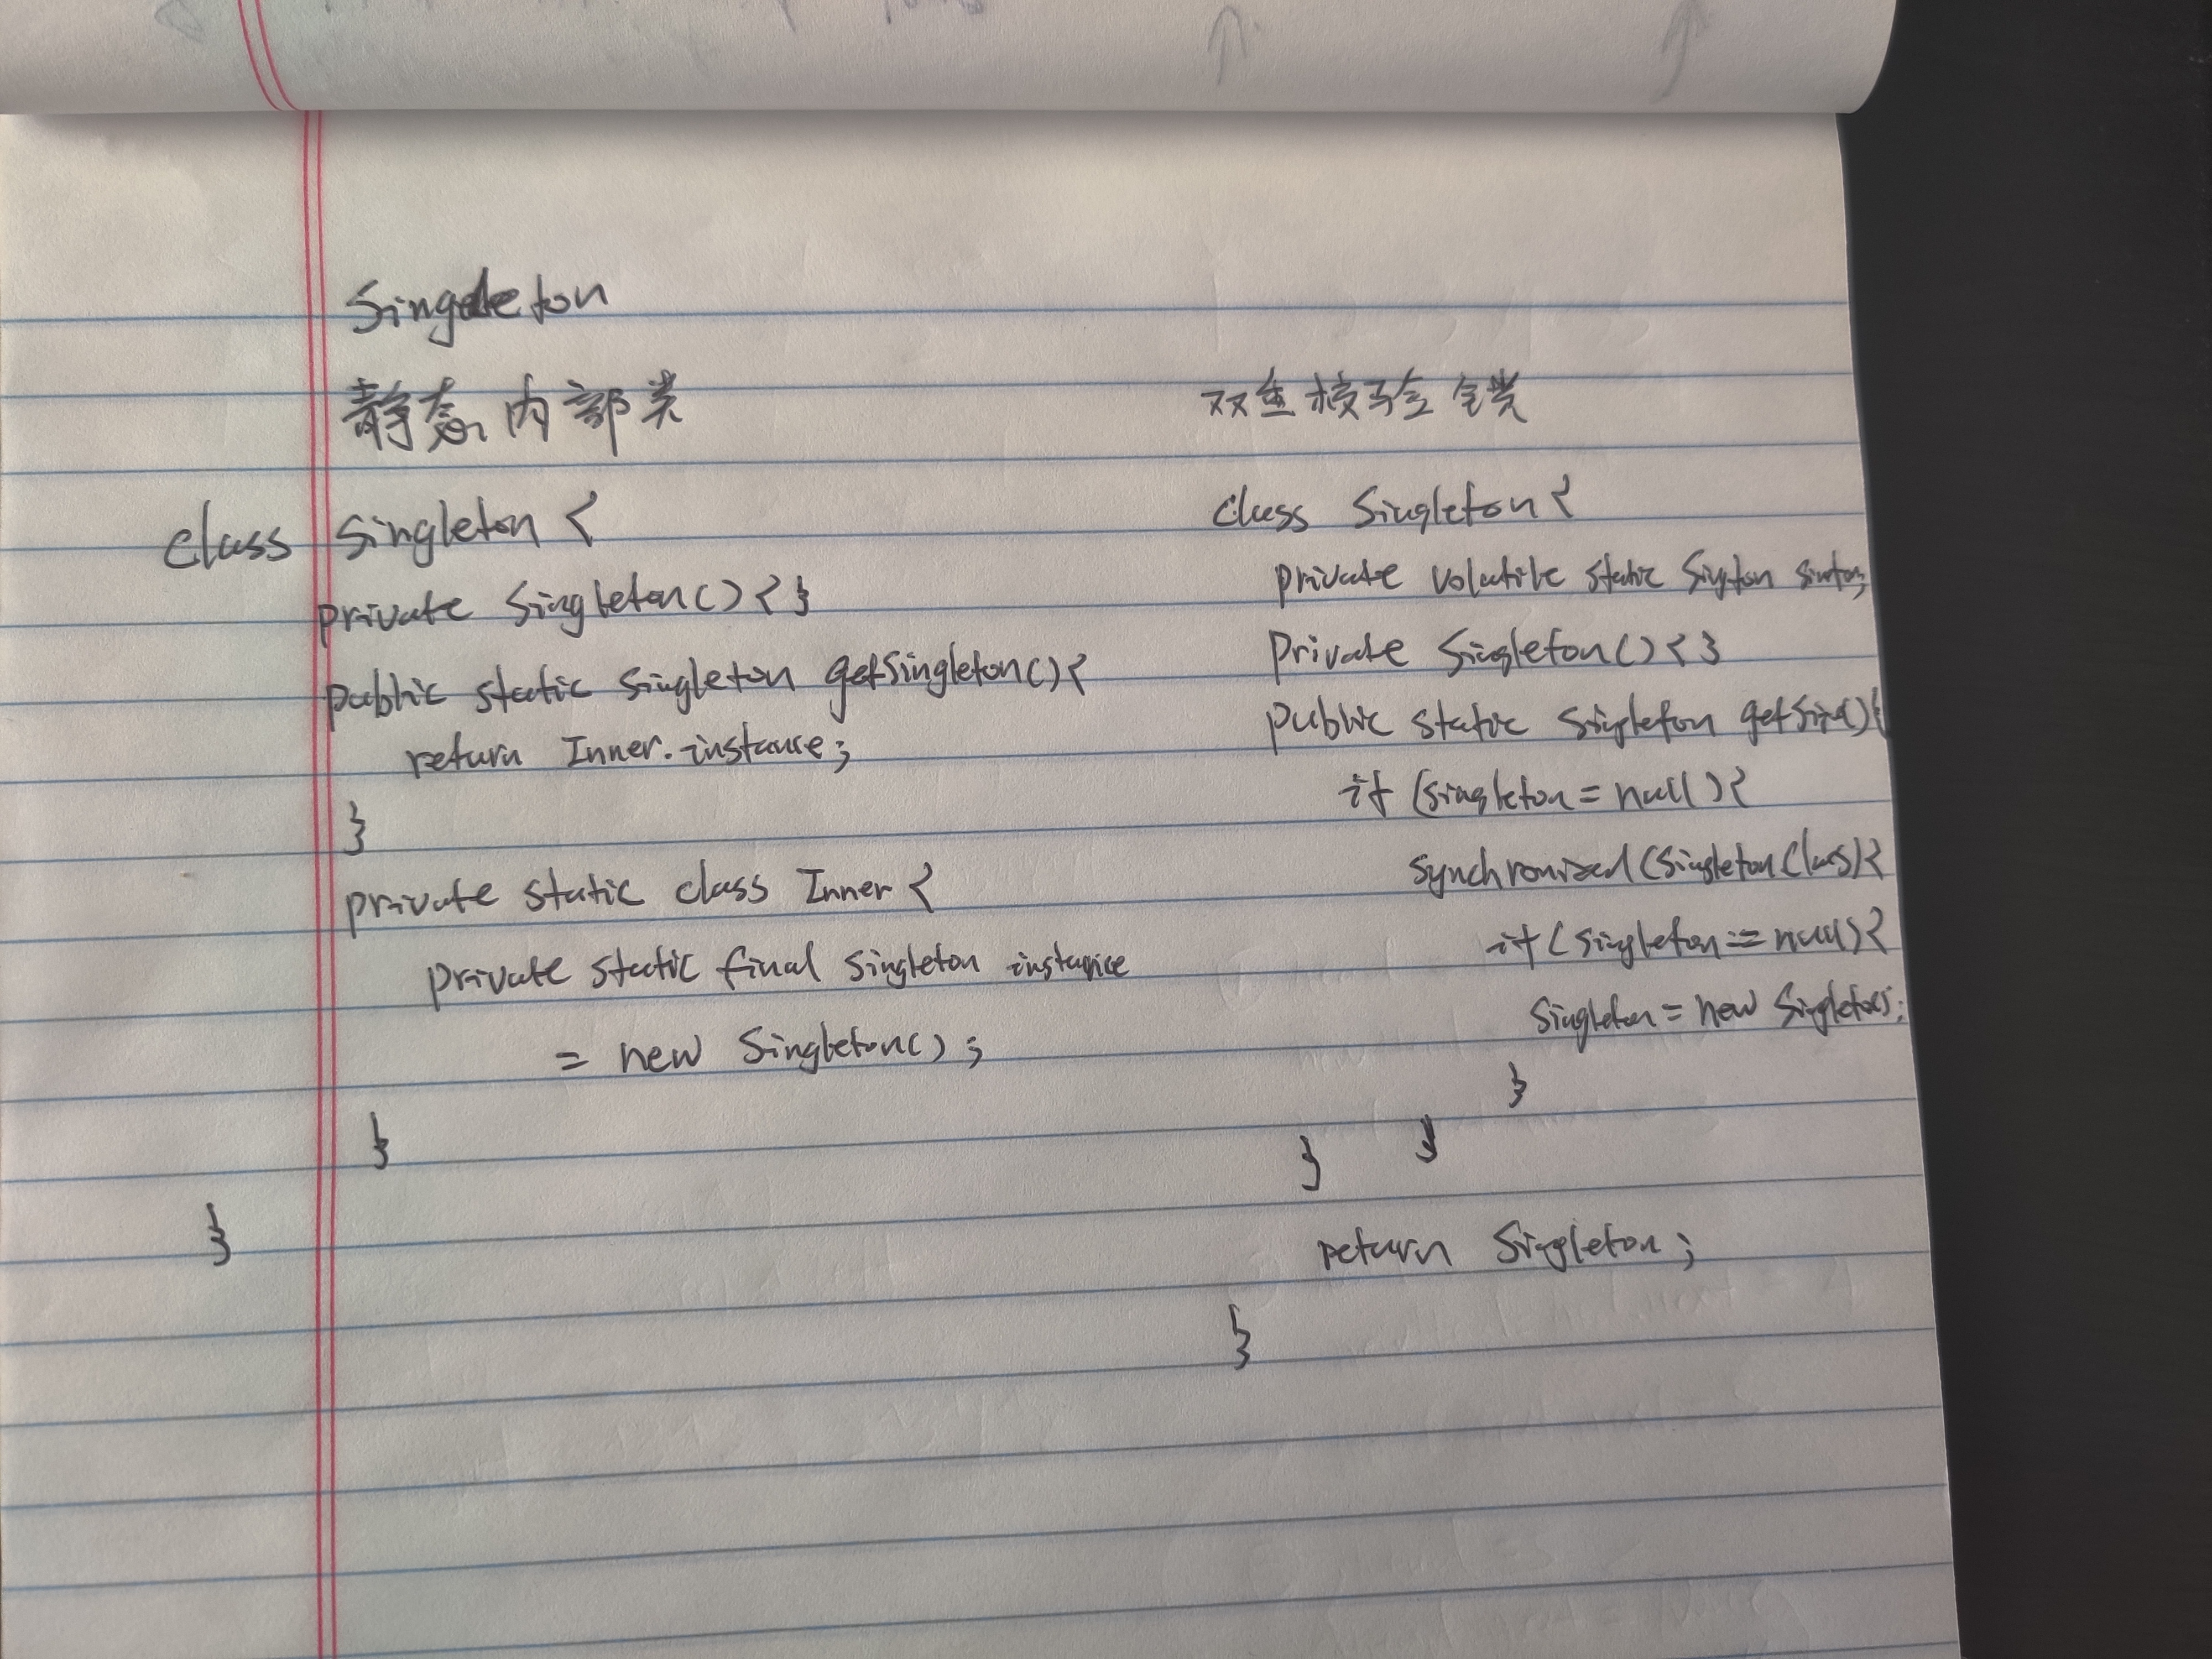 Singleton
静态内部类
class Singleton {
private Singleton() { }
public static Singleton getSingleton() {
return Inner.instance;
}
private static class Inner {
private static final Singleton instance
= new Singleton();
}
}
双重校验锁
Class Singleton {
private volatile static
private Singleton() { }
public static Singleton getSing() {
if (singleton = null) {
synchronized (Singleton Class) {
if (singleton == null) {
Singleton = new Singleton();
}
}
}
return Singleton;
}